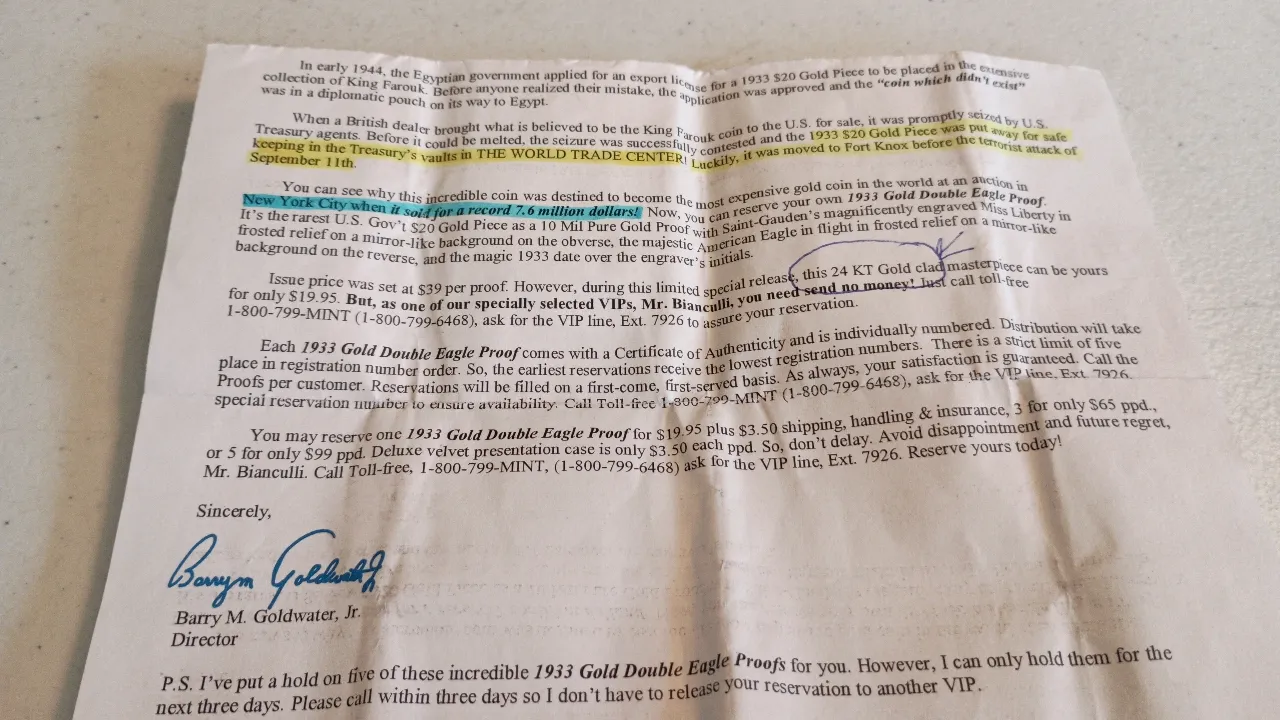 In early 1944, the Egyptian government applied for an export license for a 1933 $20 Gold Piece to be placed in the extensive
collection of King Farouk. Before anyone realized their mistake, the application was approved and the "coin which didn't exist"
was in a diplomatic pouch on its way to Egypt.
When a British dealer brought what is believed to be the King Farouk coin to the U.S. for sale, it was promptly seized by U.S.
Treasury agents. Before it could be melted, the seizure was successfully contested and the 1933 $20 Gold Piece was put away for safe
keeping in the Treasury's vaults in THE WORLD TRADE CENTER! Luckily, it was moved to Fort Knox before the terrorist attack of
September 11th.
You can see why this incredible coin was destined to become the most expensive gold coin in the world at an auction in
New York City when it sold for a record 7.6 million dollars! Now, you can reserve your own 1933 Gold Double Eagle Proof.
It's the rarest U.S. Gov't $20 Gold Piece as a 10 Mil Pure Gold Proof with Saint-Gauden's magnificently engraved Miss Liberty in
frosted relief on a mirror-like background on the obverse, the majestic American Eagle in flight in frosted relief on a mirror-like
background on the reverse, and the magic 1933 date over the engraver's initials.
Issue price was set at $39 per proof. However, during this limited special release, this 24 KT Gold clad masterpiece can be yours
for only $19.95. But, as one of our specially selected VIPs, Mr. Bianculli, you need send no money! Just call toll-free
1-800-799-MINT (1-800-799-6468), ask for the VIP line, Ext. 7926 to assure your reservation.
Each 1933 Gold Double Eagle Proof comes with a Certificate of Authenticity and is individually numbered. Distribution will take
place in registration number order. So, the earliest reservations receive the lowest registration numbers. There is a strict limit of five
Proofs per customer. Reservations will be filled on a first-come, first-served basis. As always, your satisfaction is guaranteed. Call the
special reservation number to ensure availability. Call Toll-free 1-800-799-MINT (1-800-799-6468), ask for the VIP line, Ext. 7926.
You may reserve one 1933 Gold Double Eagle Proof for $19.95 plus $3.50 shipping, handling & insurance, 3 for only $65 ppd.,
or 5 for only $99 ppd. Deluxe velvet presentation case is only $3.50 each ppd. So, don't delay. Avoid disappointment and future regret,
Mr. Bianculli. Call Toll-free, 1-800-799-MINT, (1-800-799-6468) ask for the VIP line, Ext. 7926. Reserve yours today!
Sincerely,
Barry M Goldwater Jr
Barry M. Goldwater, Jr.
Director
P.S. I've put a hold on five of these incredible 1933 Gold Double Eagle Proofs for you. However, I can only hold them for the
next three days. Please call within three days so I don't have to release your reservation to another VIP.